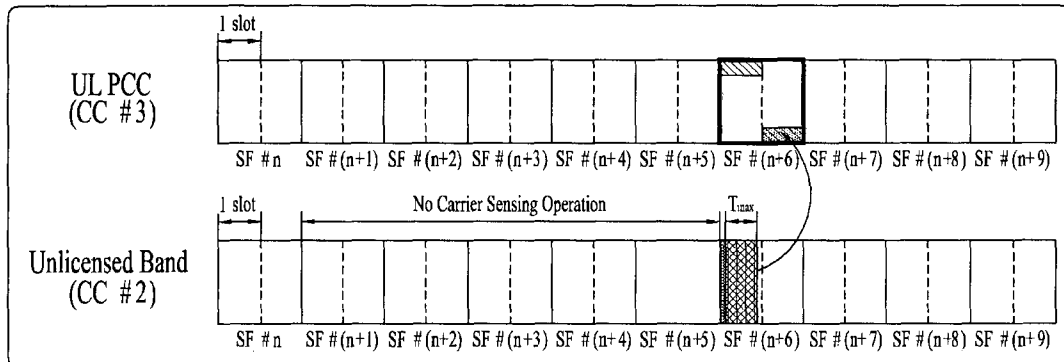 1 slot
UL PCC
(CC #3)
SF #n SF #(n+1) SF #(n+2) SF #(n+3) SF #(n+4) SF #(n+5) SF #(n+6) SF #(n+7) SF #(n+8) SF #(n+9)
1 slot No Carrier Sensing Operation Tmax
Unlicensed Band
(CC #2)
SF #n SF #(n+1) SF #(n+2) SF #(n+3) SF #(n+4) SF #(n+5) SF #(n+6) SF #(n+7) SF #(n+8) SF #(n+9)